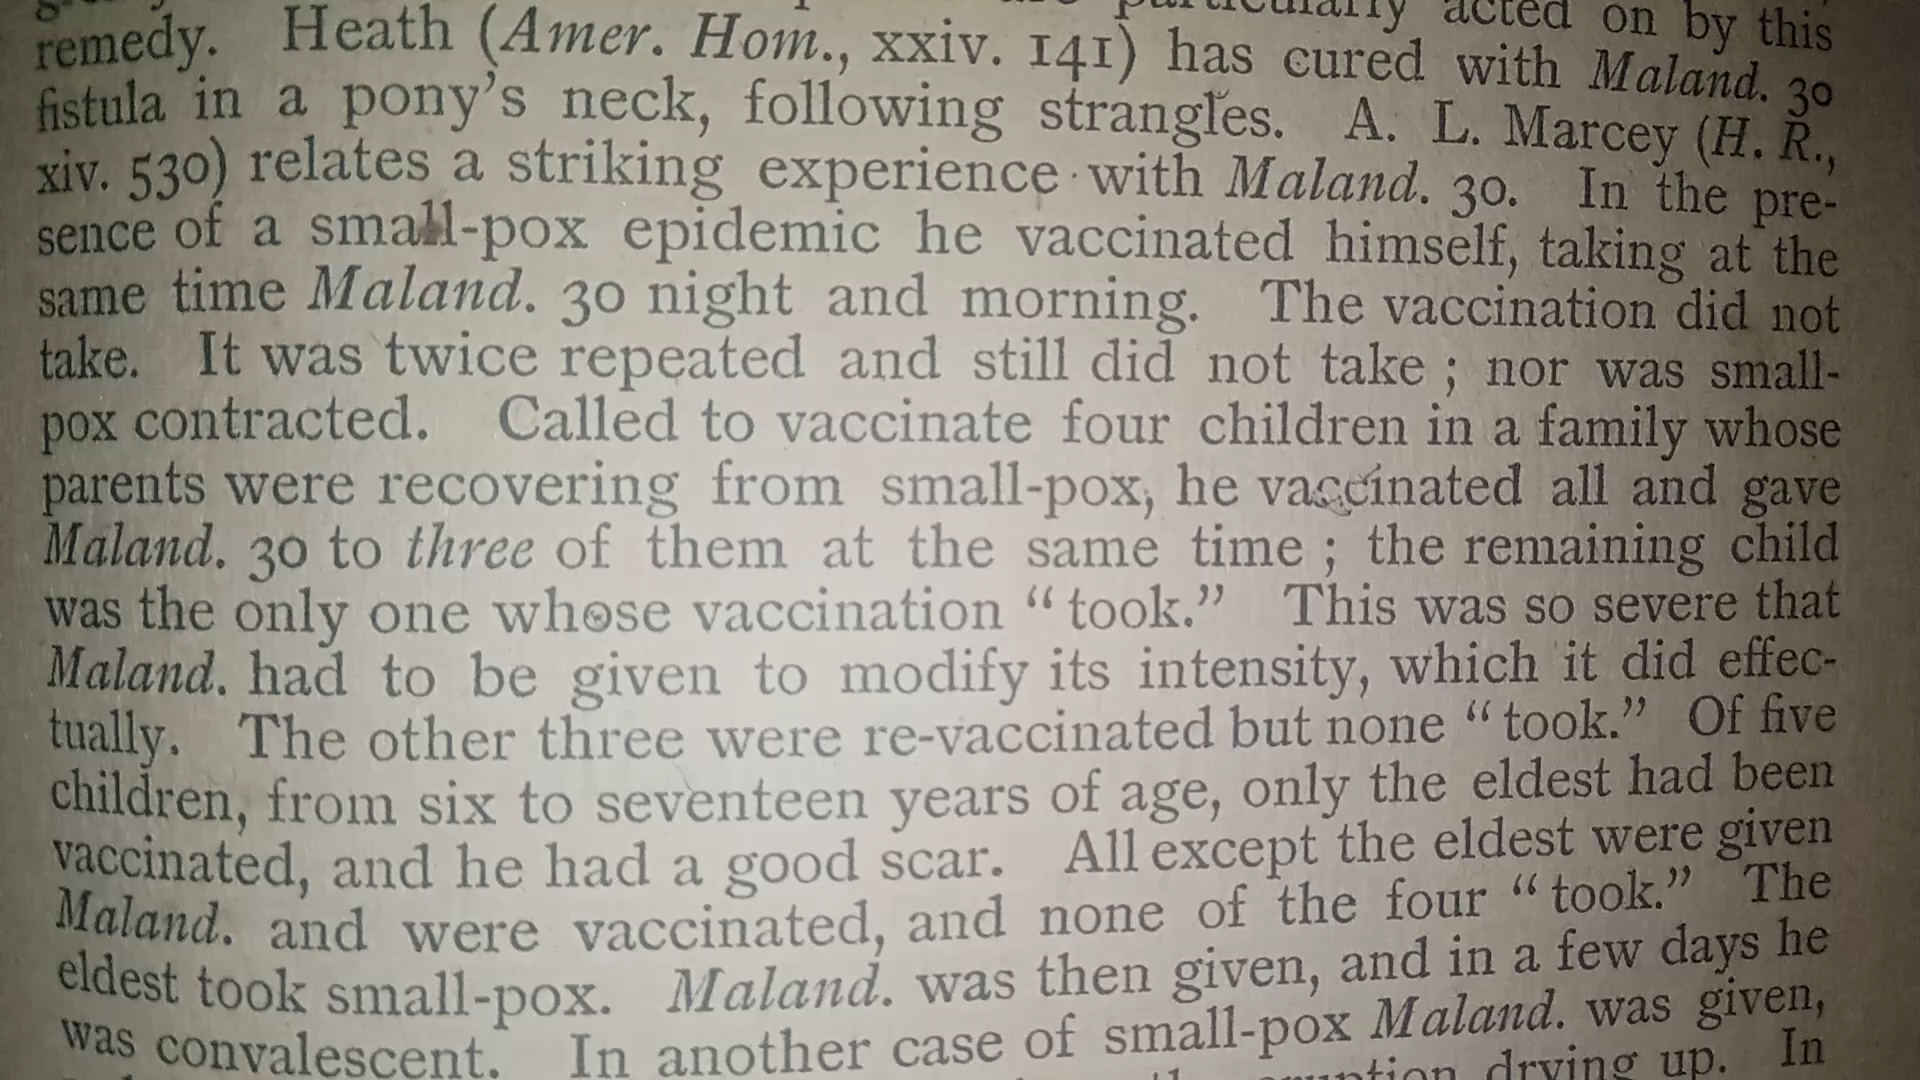 particularly acted on by this
remedy. Heath (Amer. Hom., xxiv. 141) has cured with Maland. 30
fistula in a pony’s neck, following strangles. A. L. Marcey (H. R.,
xiv. 530) relates a striking experience with Maland. 30. In the pre-
sence of a small-pox epidemic he vaccinated himself, taking at the
same time Maland. 30 night and morning. The vaccination did not
take. It was twice repeated and still did not take ; nor was small-
pox contracted. Called to vaccinate four children in a family whose
parents were recovering from small-pox, he vaccinated all and gave
Maland. 30 to three of them at the same time ; the remaining child
was the only one whose vaccination “took.” This was so severe that
Maland. had to be given to modify its intensity, which it did effec-
tually. The other three were re-vaccinated but none “took.” Of five
children, from six to seventeen years of age, only the eldest had been
vaccinated, and he had a good scar. All except the eldest were given
Maland. and were vaccinated, and none of the four “took.” The
eldest took small-pox. Maland. was then given, and in a few days he
was convalescent. In another case of small-pox Maland. was given,
eruption drying up. In